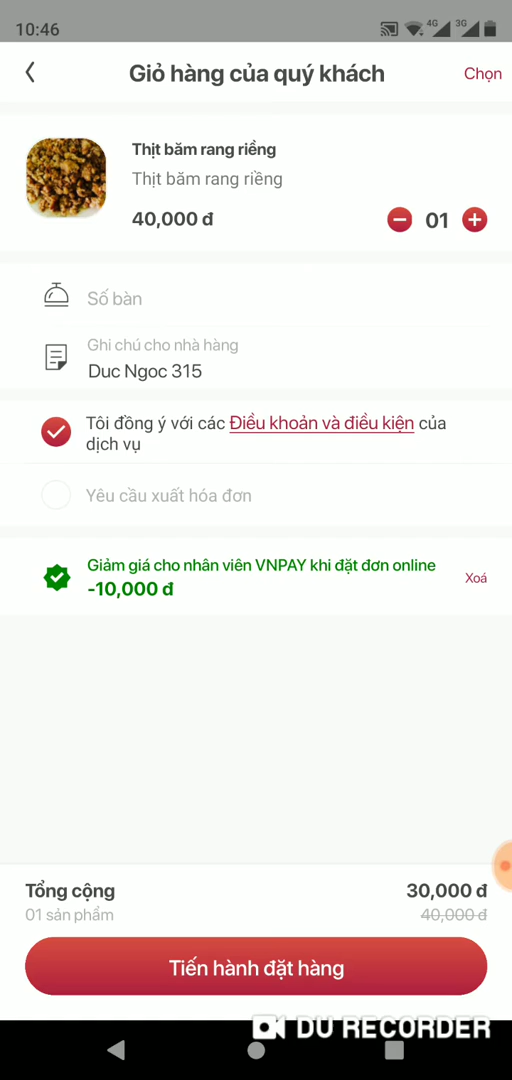 10:46
4G 3G
Giỏ hàng của quý khách
Chọn
Thịt băm rang riềng
Thịt băm rang riềng
40,000 đ
01
Số bàn
Ghi chú cho nhà hàng
Duc Ngoc 315
Tôi đồng ý với các Điều khoản và điều kiện của
dịch vụ
Yêu cầu xuất hóa đơn
Giảm giá cho nhân viên VNPAY khi đặt đơn online
-10,000 đ
Xoá
Tổng cộng
30,000 đ
01 sản phẩm
40,000 đ
Tiến hành đặt hàng
DU RECORDER